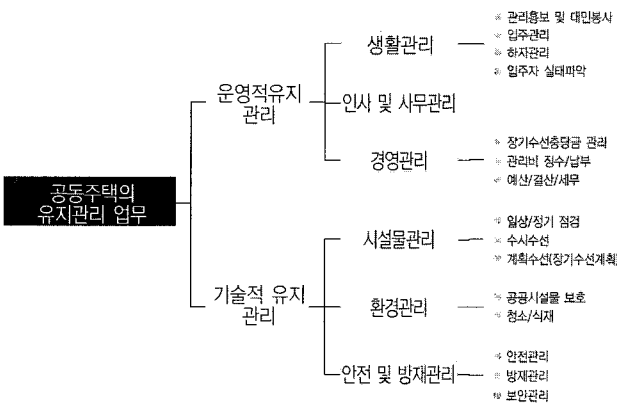 공동주택의
유지관리 업무
운영적유지
관리
생활관리
관리홍보 및 대민봉사
입주관리
하자관리
입주자 실태파악
인사 및 사무관리
경영관리
장기수선충당금 관리
관리비 징수/납부
예산/결산/세무
기술적 유지
관리
시설물관리
일상/정기 점검
수시수선
계획수선(장기수선계획)
환경관리
공공시설물 보호
청소/식재
안전 및 방재관리
안전관리
방재관리
보안관리